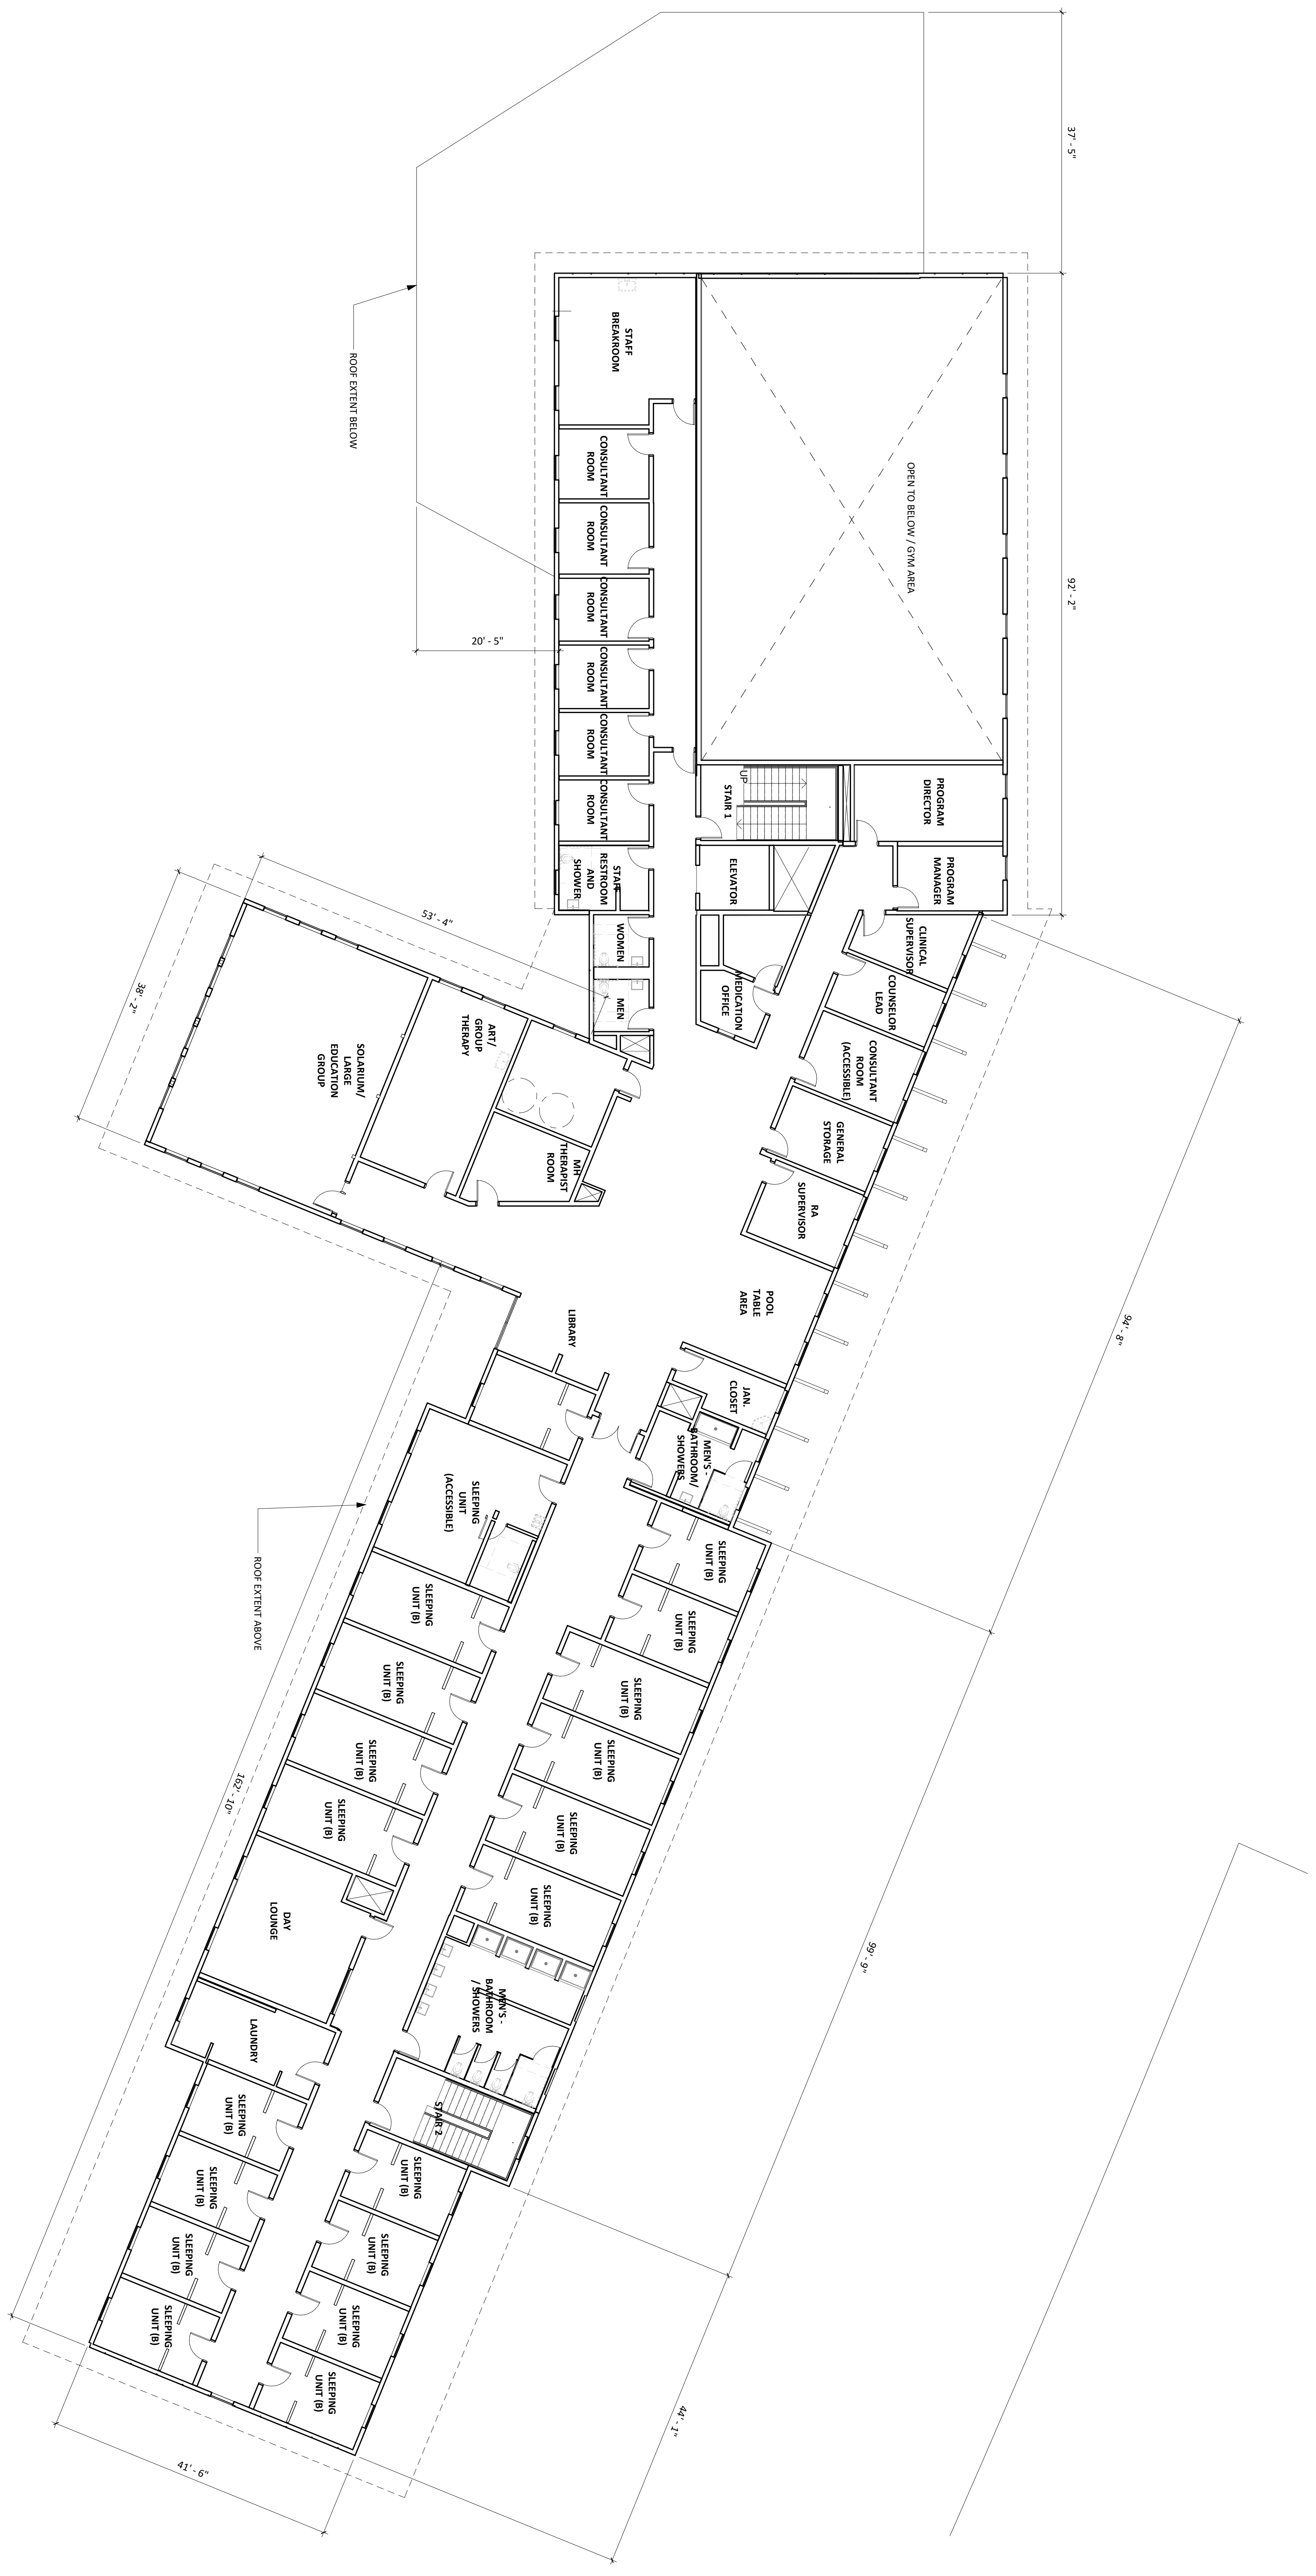 37' - 5"
92' - 2"
20' - 5"
ROOF EXTENT BELOW
STAFF
BREAKROOM
OPEN TO BELOW / GYM AREA
CONSULTANT
ROOM
CONSULTANT
ROOM
CONSULTANT
ROOM
CONSULTANT
ROOM
CONSULTANT
ROOM
CONSULTANT
ROOM
UP
STAIR 1
PROGRAM
DIRECTOR
STAFF
RESTROOM
AND
SHOWER
ELEVATOR
PROGRAM
MANAGER
WOMEN
MEN
MEDICATION
OFFICE
CLINICAL
SUPERVISOR
COUNSELOR
LEAD
CONSULTANT
ROOM
(ACCESSIBLE)
GENERAL
STORAGE
RA
SUPERVISOR
53' - 4"
38' - 2"
SOLARIUM/
LARGE
EDUCATION
GROUP
ART/
GROUP
THERAPY
MH
THERAPIST
ROOM
POOL
TABLE
AREA
LIBRARY
94' - 8"
JAN.
CLOSET
MEN'S -
BATHROOM/
SHOWERS
SLEEPING
UNIT
(ACCESSIBLE)
ROOF EXTENT ABOVE
SLEEPING
UNIT (B)
SLEEPING
UNIT (B)
SLEEPING
UNIT (B)
SLEEPING
UNIT (B)
SLEEPING
UNIT (B)
SLEEPING
UNIT (B)
SLEEPING
UNIT (B)
SLEEPING
UNIT (B)
SLEEPING
UNIT (B)
SLEEPING
UNIT (B)
162' - 10"
99' - 9"
DAY
LOUNGE
MEN'S -
BATHROOM
/ SHOWERS
LAUNDRY
STAIR 2
SLEEPING
UNIT (B)
SLEEPING
UNIT (B)
SLEEPING
UNIT (B)
SLEEPING
UNIT (B)
SLEEPING
UNIT (B)
SLEEPING
UNIT (B)
SLEEPING
UNIT (B)
SLEEPING
UNIT (B)
44' - 1"
41' - 6"